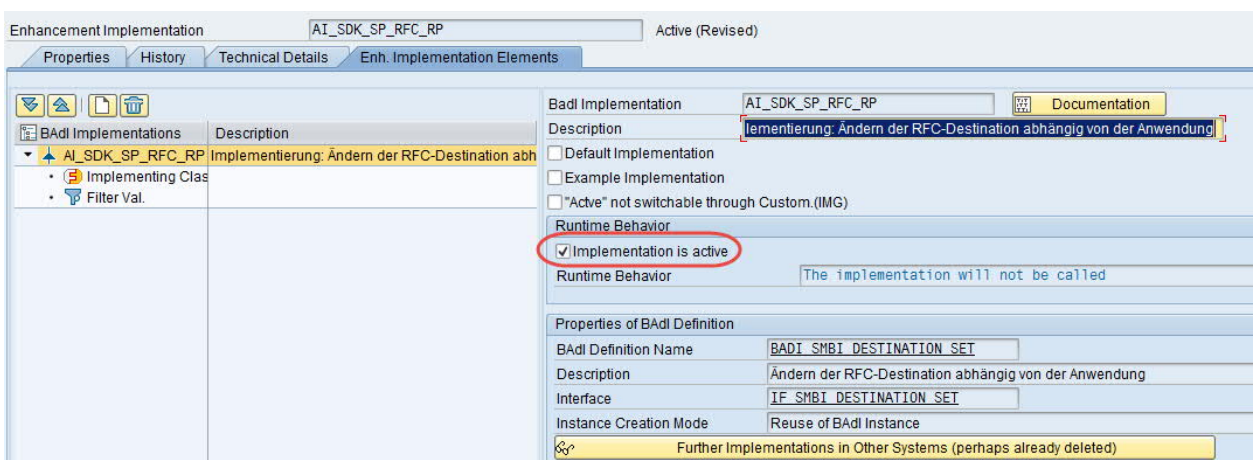 Enhancement Implementation AI_SDK_SP_RFC_RP Active (Revised)
Properties History Technical Details Enh. Implementation Elements
BAdI Implementations Description
AI_SDK_SP_RFC_RP Implementierung: Ändern der RFC-Destination abh
Implementing Clas
Filter Val.
BadI Implementation AI_SDK_SP_RFC_RP Documentation
Description lementierung: Ändern der RFC-Destination abhängig von der Anwendung
Default Implementation
Example Implementation
"Actve" not switchable through Custom.(IMG)
Runtime Behavior
Implementation is active
Runtime Behavior The implementation will not be called
Properties of BAdI Definition
BAdI Definition Name BADI_SMBI_DESTINATION_SET
Description Ändern der RFC-Destination abhängig von der Anwendung
Interface IF_SMBI_DESTINATION_SET
Instance Creation Mode Reuse of BAdI Instance
Further Implementations in Other Systems (perhaps already deleted)